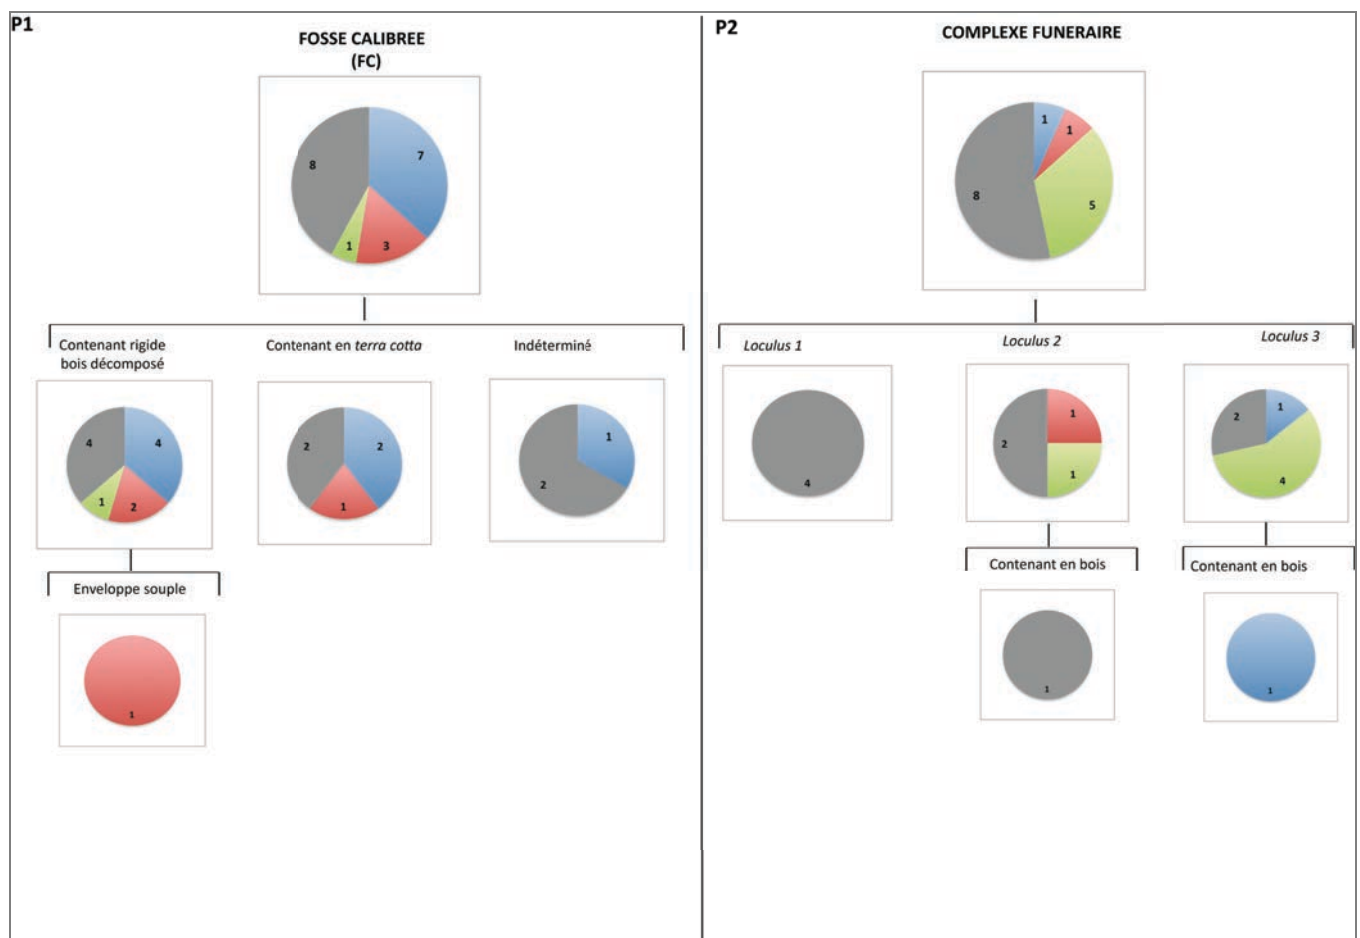 P1
FOSSE CALIBREE
(FC)
7
3
1
8
Contenant rigide
bois décomposé
4
2
1
4
Contenant en terra cotta
2
1
2
Indéterminé
1
2
Enveloppe souple
1
P2
COMPLEXE FUNERAIRE
1
1
5
8
Loculus 1
4
Loculus 2
1
1
2
Loculus 3
1
4
2
Contenant en bois
1
Contenant en bois
1